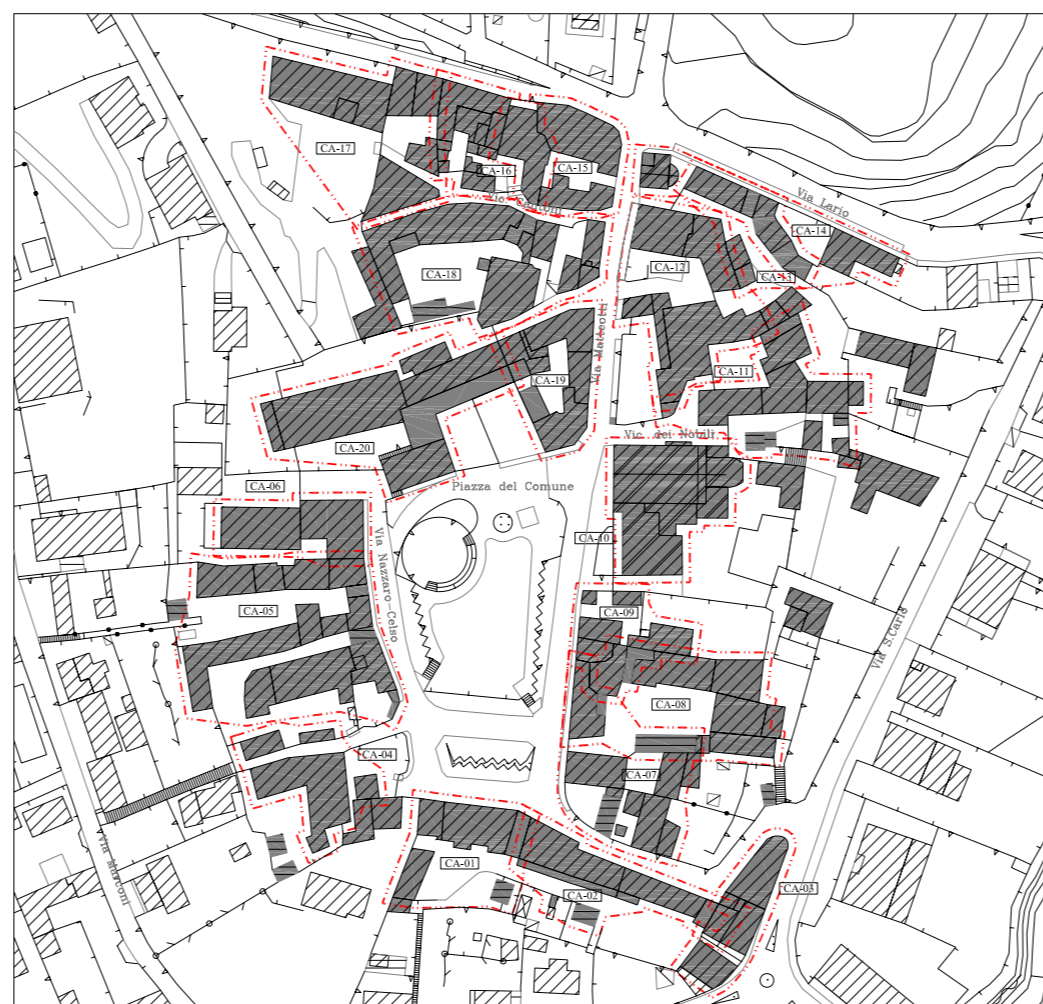 CA-17
CA-16
CA-15
Via Lario
CA-14
CA-18
CA-12
CA-13
Via Matteotti
CA-11
CA-19
Vic. dei Nobili
CA-20
CA-06
Piazza del Comune
Via Nazzaro-Celso
CA-10
CA-05
CA-09
Via S.Carlo
CA-08
CA-04
CA-07
CA-01
CA-02
CA-03
Via Marconi